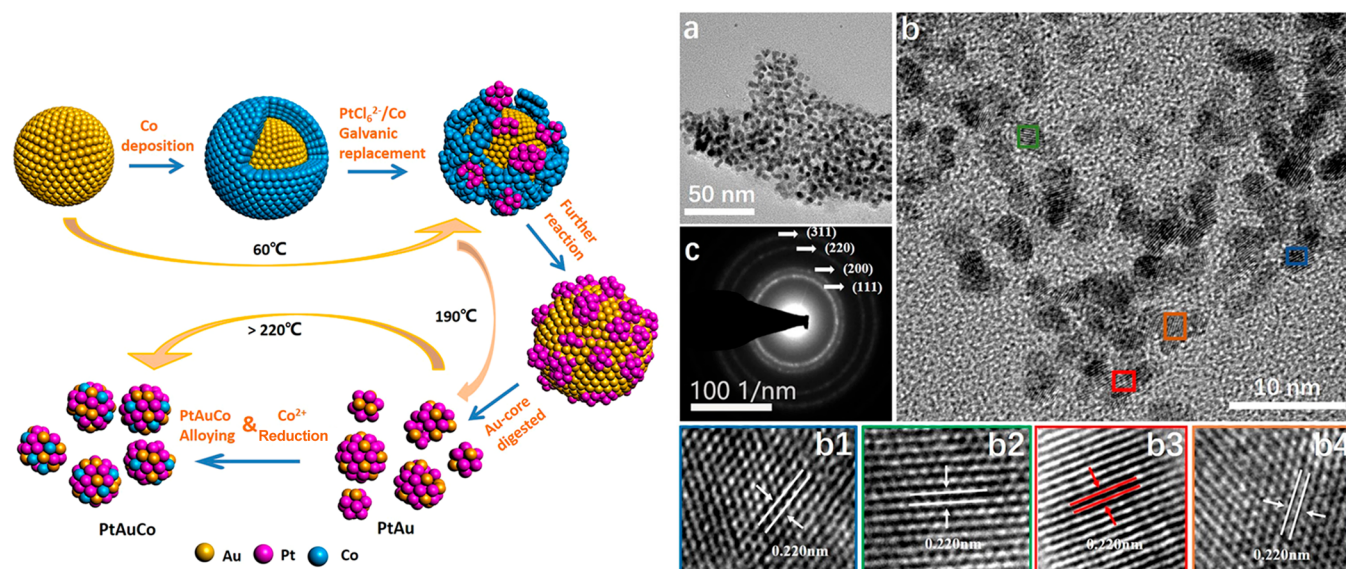 Co
deposition
PtCl₆²⁻/Co
Galvanic
replacement
60℃
Further
reaction
190℃
> 220℃
Au-core
digested
PtAuCo
Alloying
&
Co²⁺
Reduction
PtAuCo
PtAu
Au
Pt
Co
a
50 nm
b
10 nm
c
(311)
(220)
(200)
(111)
100 1/nm
b1
0.220nm
b2
0.220nm
b3
0.220nm
b4
0.220nm